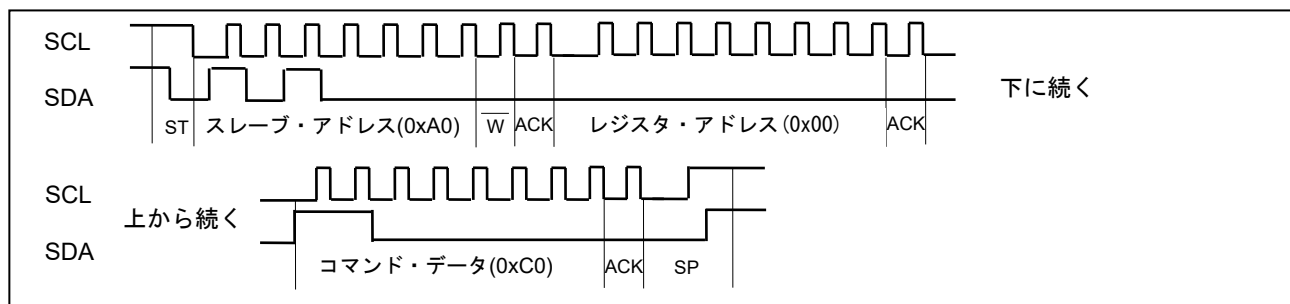 SCL
SDA
下に続く
ST
スレーブ・アドレス(0xA0)
W
ACK
レジスタ・アドレス(0x00)
ACK
SCL
上から続く
SDA
コマンド・データ(0xC0)
ACK
SP